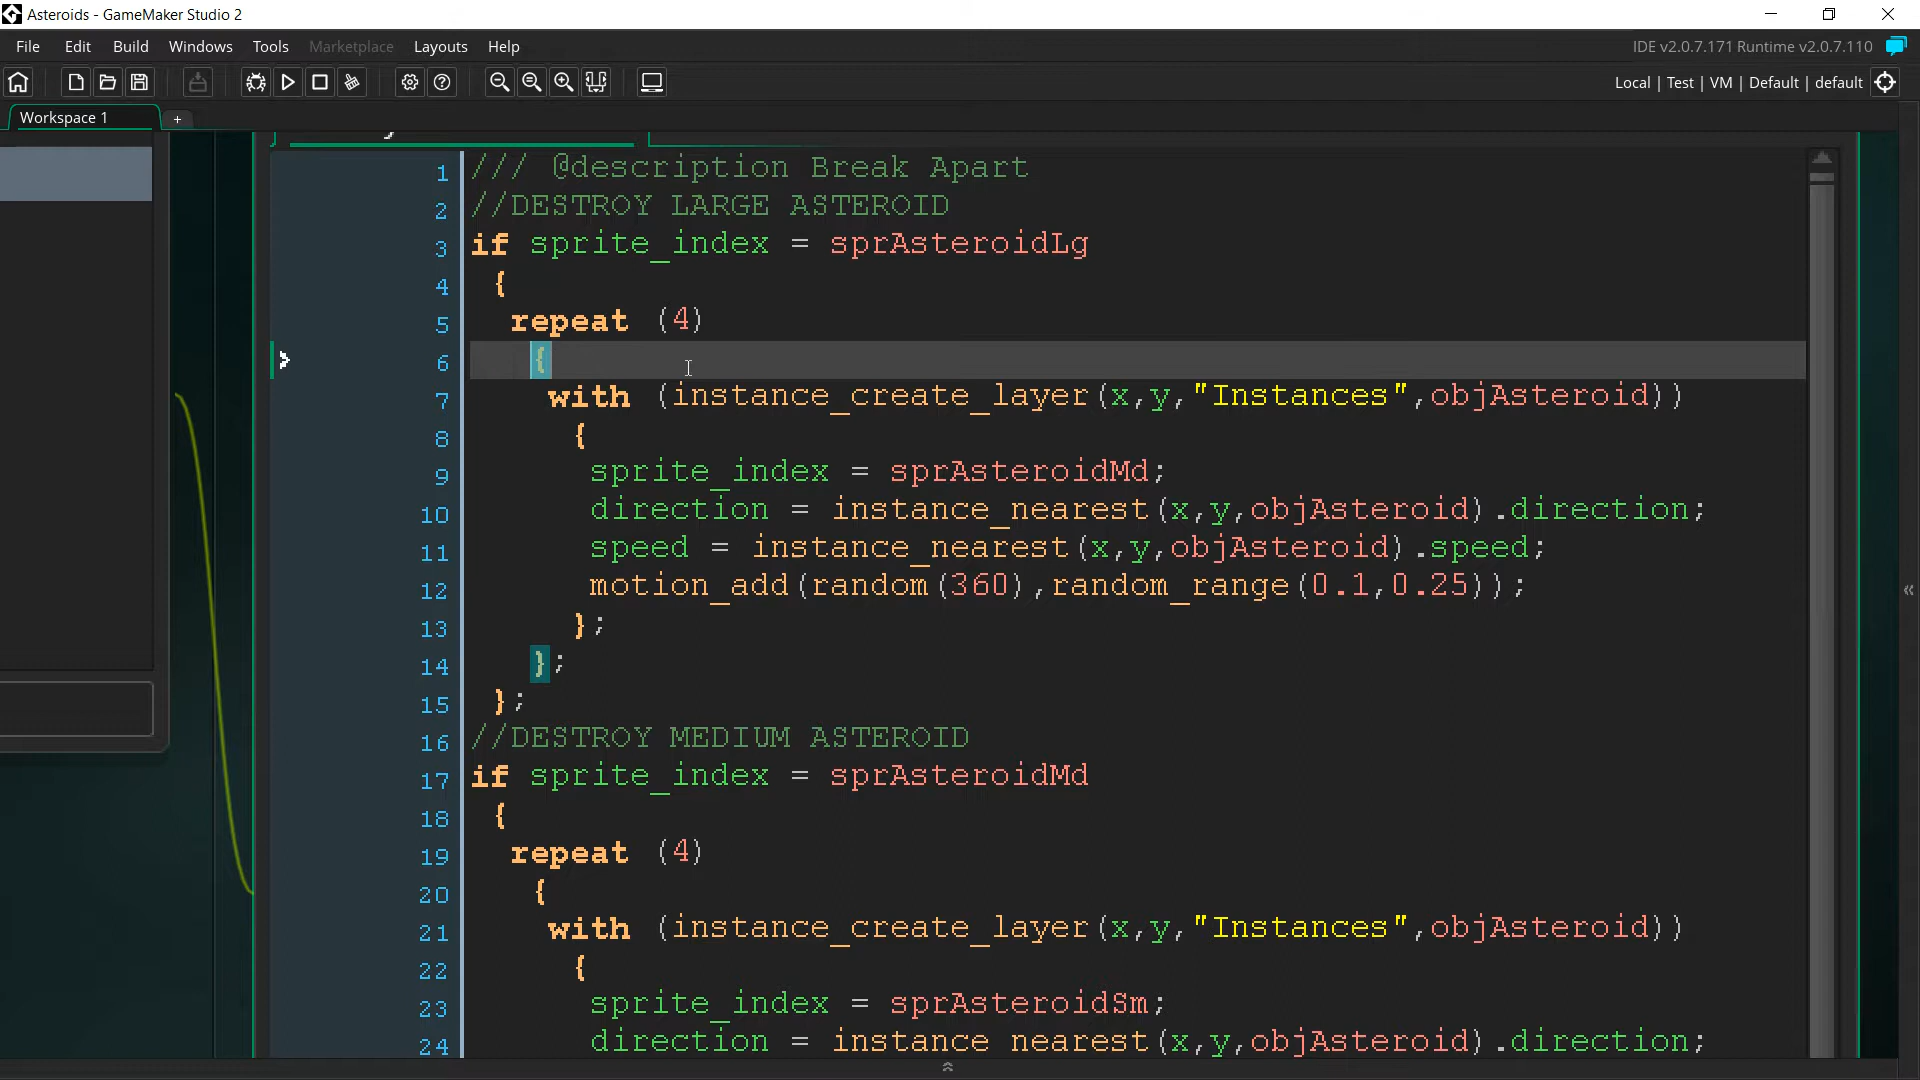 Asteroids - GameMaker Studio 2
File Edit Build Windows Tools Marketplace Layouts Help
IDE v2.0.7.171 Runtime v2.0.7.110
Local | Test | VM | Default | default
Workspace 1 +
1 /// @description Break Apart
2 //DESTROY LARGE ASTEROID
3 if sprite_index = sprAsteroidLg
4 {
5 repeat (4)
6 {
7 with (instance_create_layer(x,y,"Instances",objAsteroid))
8 {
9 sprite_index = sprAsteroidMd;
10 direction = instance_nearest(x,y,objAsteroid).direction;
11 speed = instance_nearest(x,y,objAsteroid).speed;
12 motion_add(random(360),random_range(0.1,0.25));
13 };
14 };
15 };
16 //DESTROY MEDIUM ASTEROID
17 if sprite_index = sprAsteroidMd
18 {
19 repeat (4)
20 {
21 with (instance_create_layer(x,y,"Instances",objAsteroid))
22 {
23 sprite_index = sprAsteroidSm;
24 direction = instance_nearest(x,y,objAsteroid).direction;